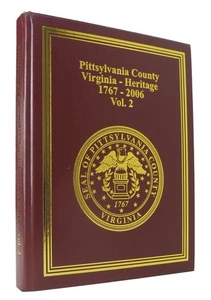 Pittsylvania County
Virginia - Heritage
1767 - 2006
Vol. 2
SEAL OF PITTSYLVANIA COUNTY
1767
VIRGINIA